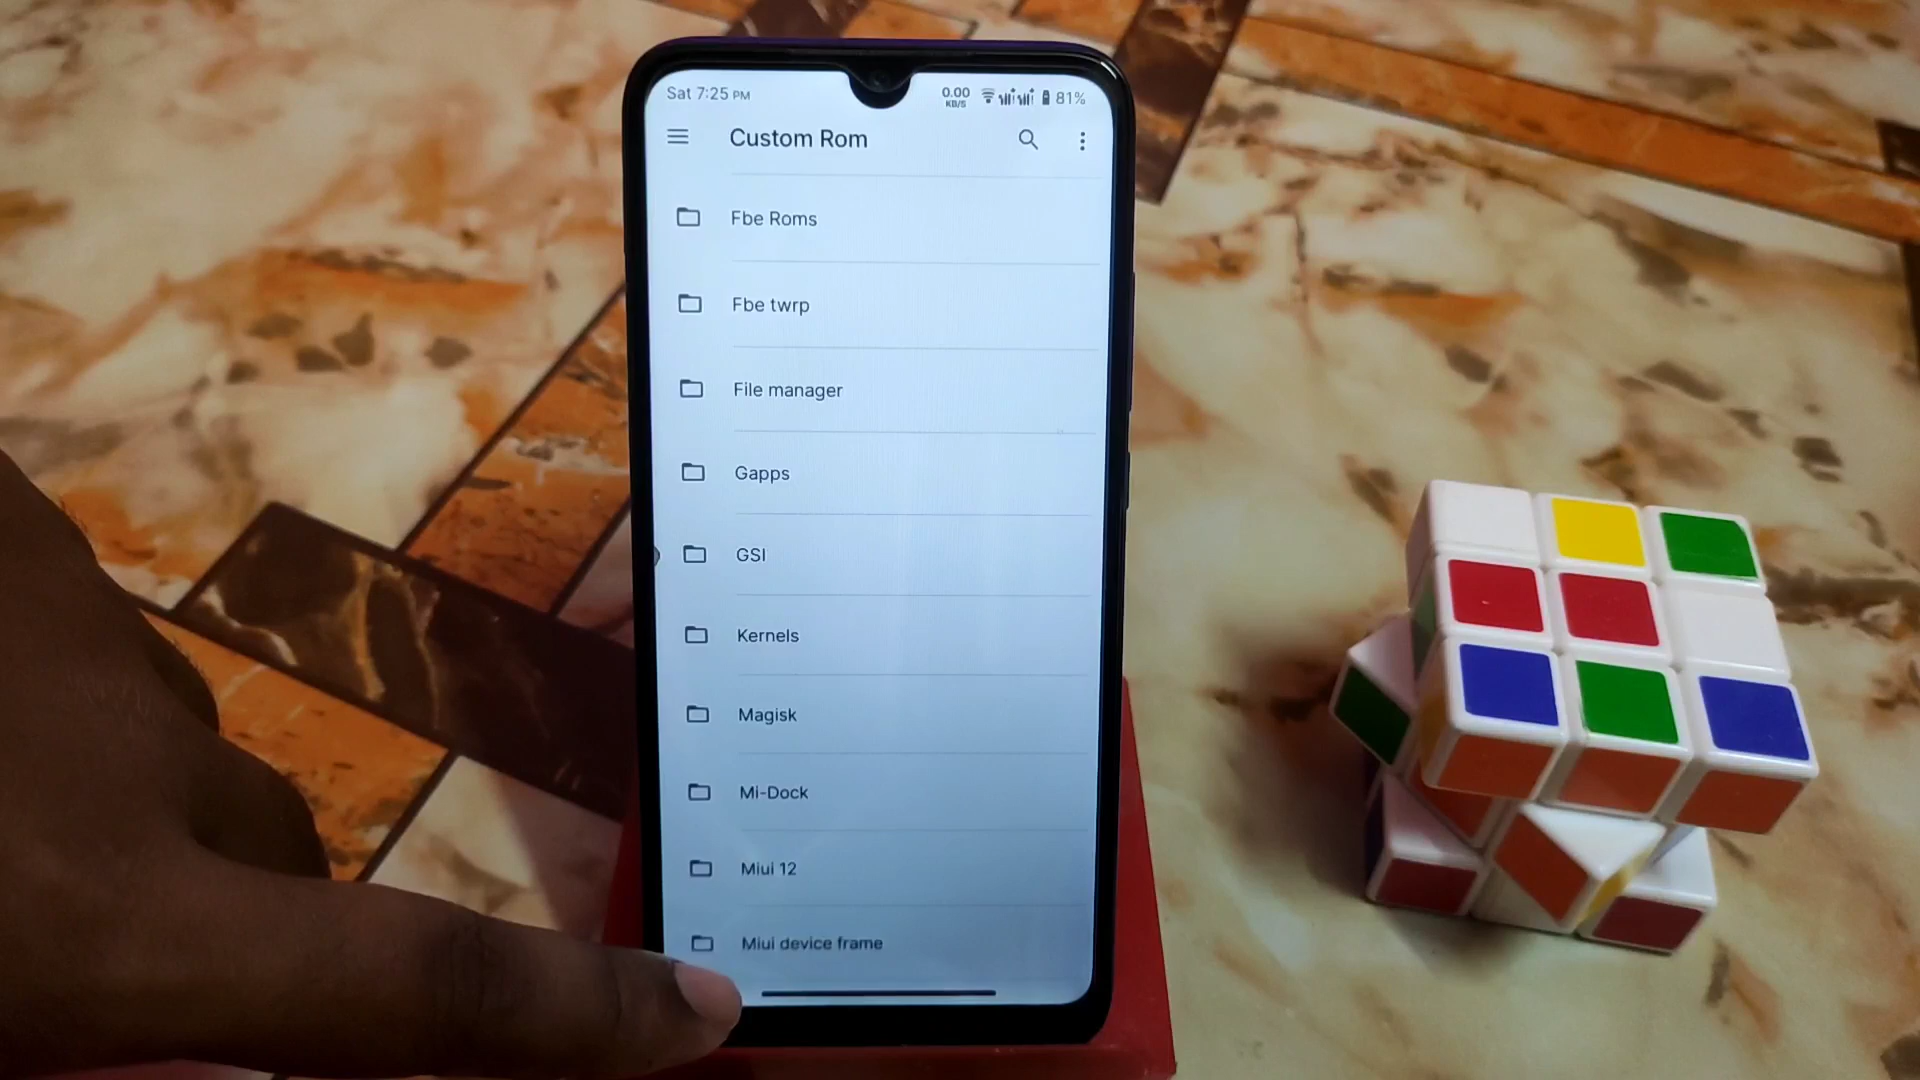 Sat 7:25 PM
0.00
KB/S
81%
Custom Rom
Fbe Roms
Fbe twrp
File manager
Gapps
GSI
Kernels
Magisk
Mi-Dock
Miui 12
Miui device frame